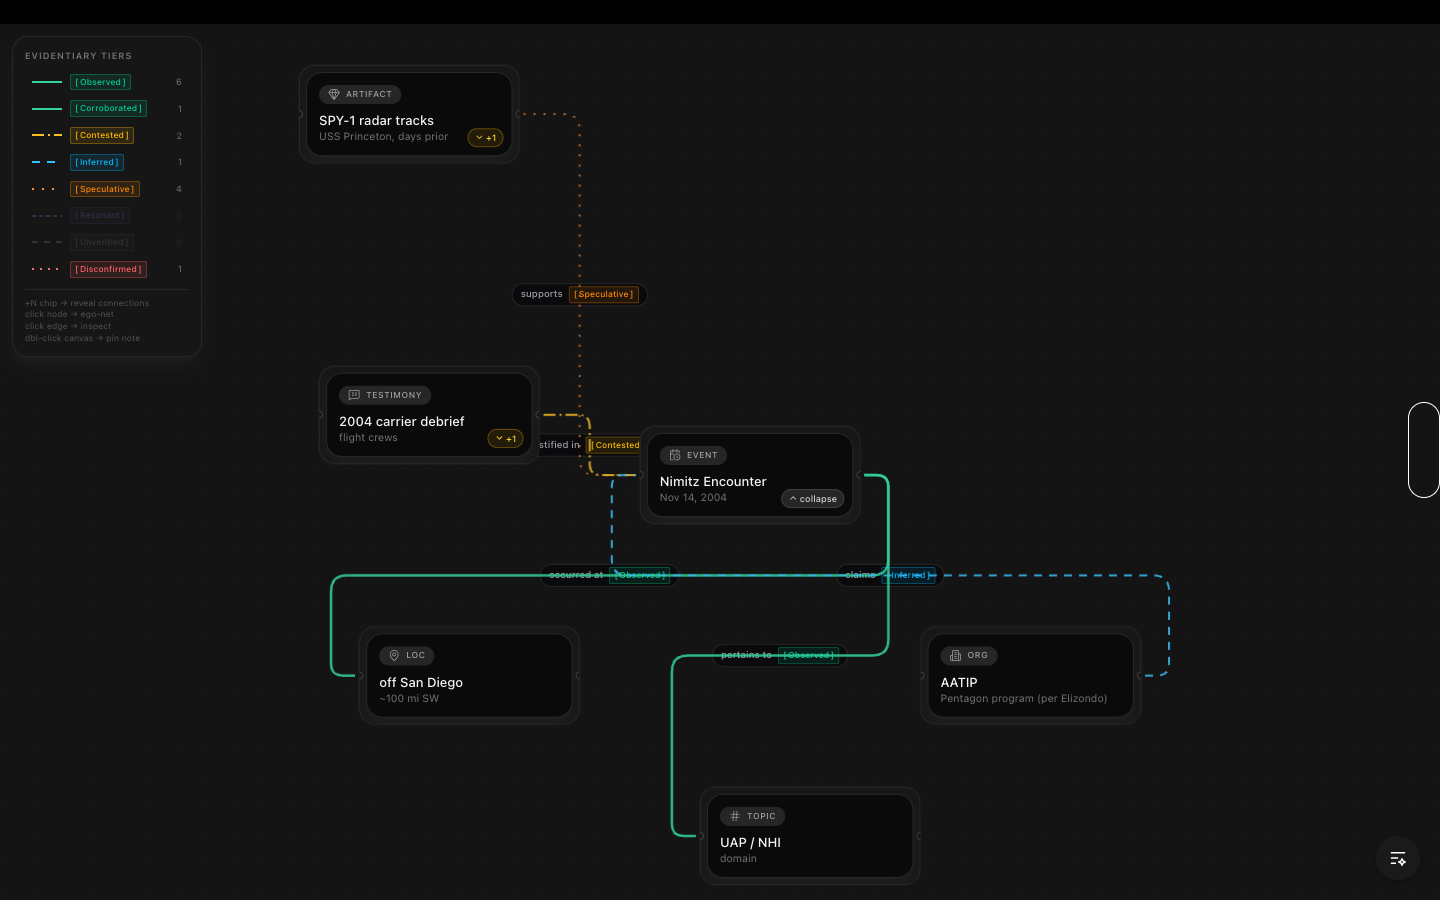 EVIDENTIARY TIERS
[Observed] 6
[Corroborated] 1
[Contested] 2
[Inferred] 1
[Speculative] 4
[Resonant] 0
[Unverified] 0
[Disconfirmed] 1
+N chip → reveal connections
click node → ego-net
click edge → inspect
dbl-click canvas → pin note
ARTIFACT
SPY-1 radar tracks
USS Princeton, days prior
+1
supports [Speculative]
TESTIMONY
2004 carrier debrief
flight crews
+1
stified in [Contested
EVENT
Nimitz Encounter
Nov 14, 2004
collapse
occurred at [Observed]
claims [Inferred]
pertains to [Observed]
LOC
off San Diego
~100 mi SW
ORG
AATIP
Pentagon program (per Elizondo)
TOPIC
UAP / NHI
domain